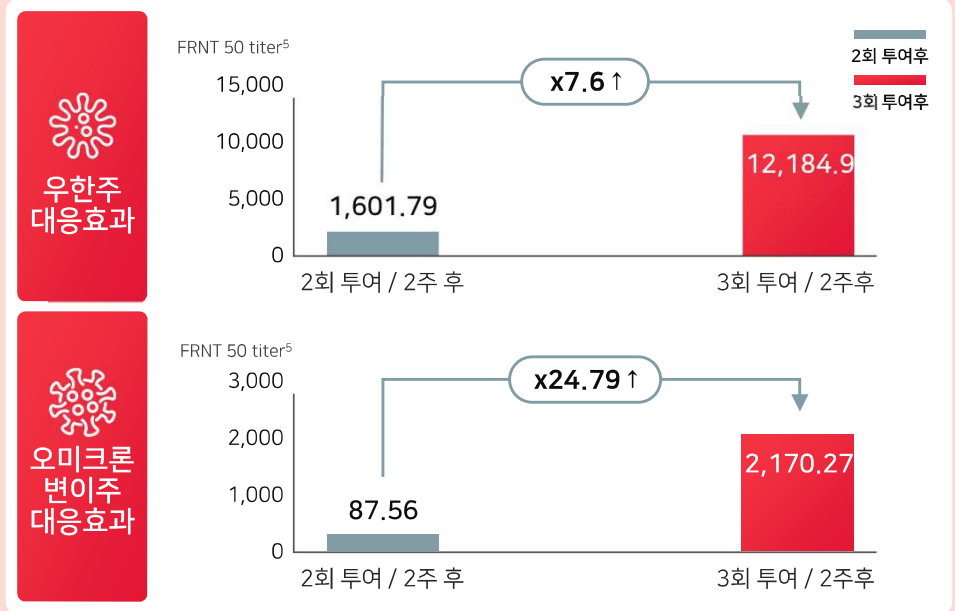 우한주
대응효과
FRNT 50 titer⁵
15,000
10,000
5,000
0
x7.6↑
2회 투여후
3회 투여후
1,601.79
12,184.9
2회 투여 / 2주 후
3회 투여 / 2주후
오미크론
변이주
대응효과
FRNT 50 titer⁵
3,000
2,000
1,000
0
x24.79↑
87.56
2,170.27
2회 투여 / 2주 후
3회 투여 / 2주후